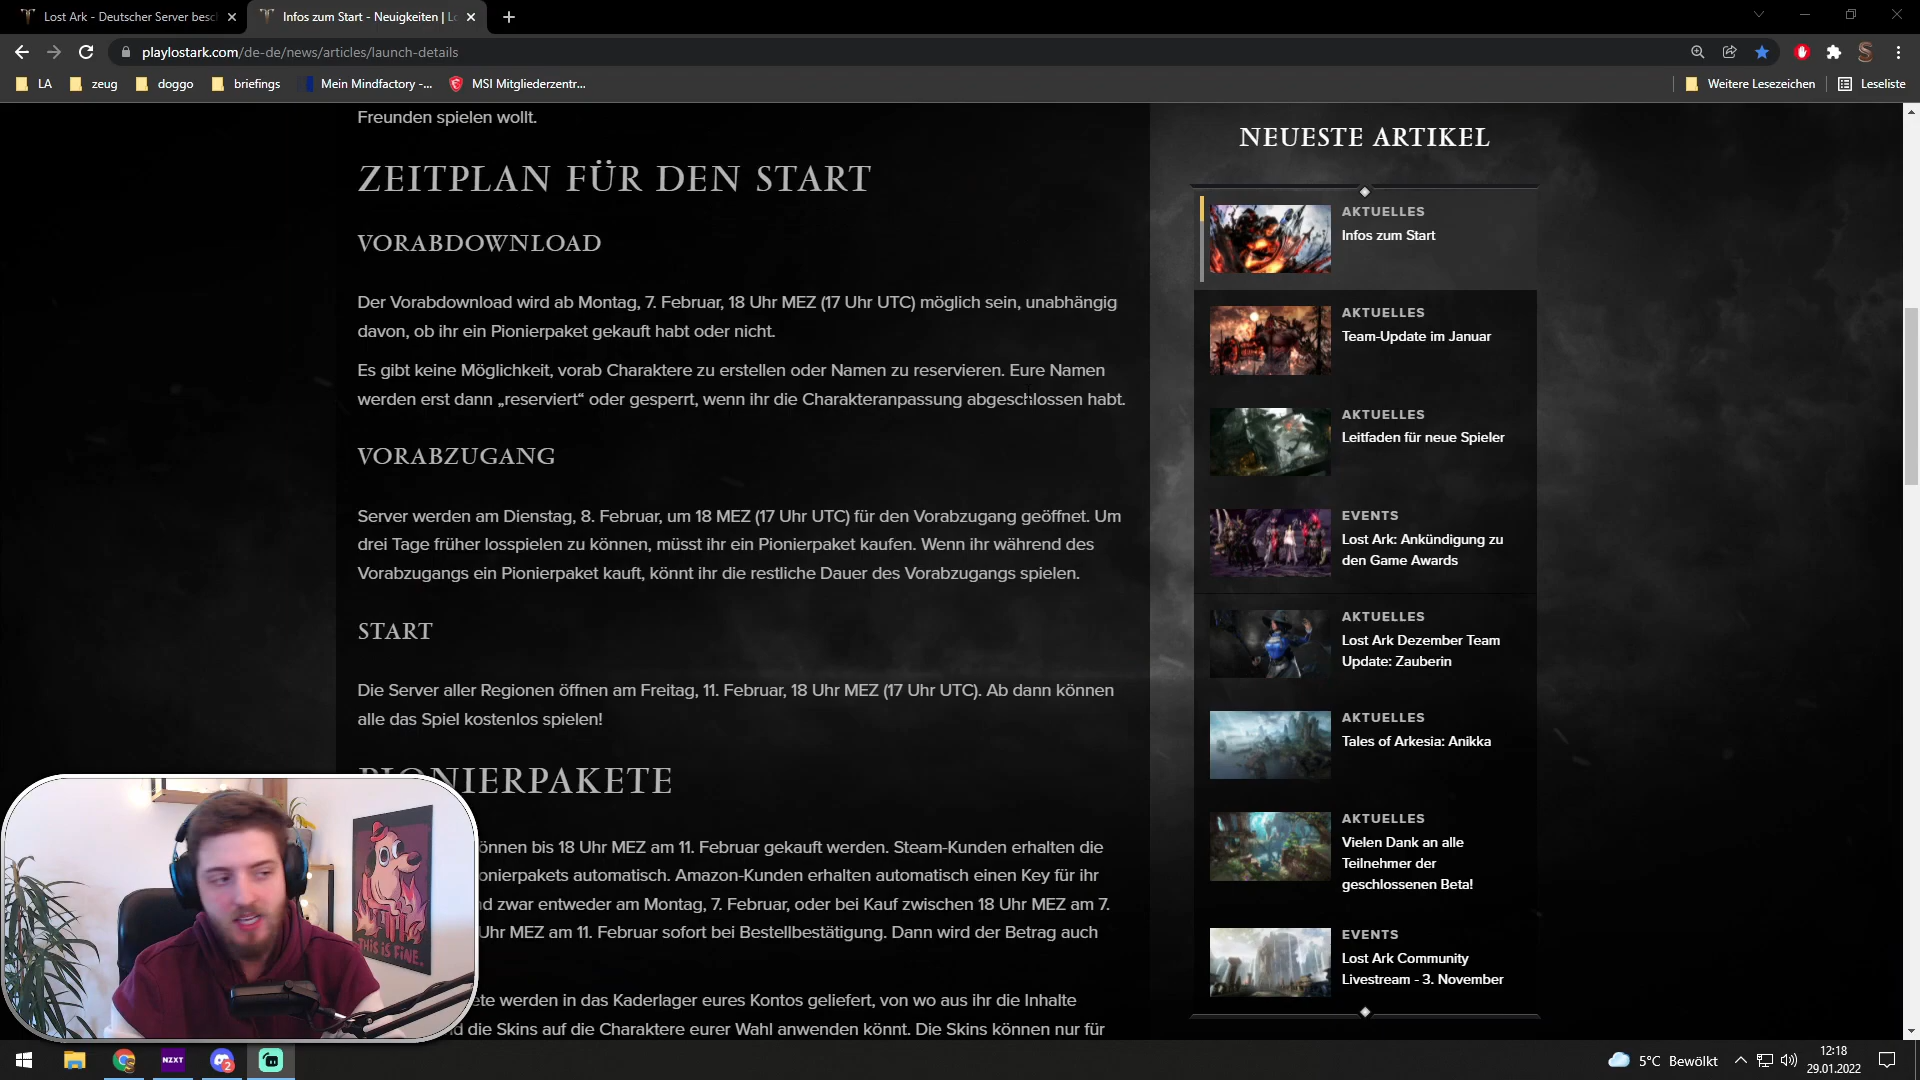 Lost Ark - Deutscher Server besc
Infos zum Start - Neuigkeiten | Lo
playlostark.com/de-de/news/articles/launch-details
LA
zeug
doggo
briefings
Mein Mindfactory -...
MSI Mitgliederzentr...
Weitere Lesezeichen
Leseliste
Freunden spielen wollt.
ZEITPLAN FÜR DEN START
VORABDOWNLOAD
Der Vorabdownload wird ab Montag, 7. Februar, 18 Uhr MEZ (17 Uhr UTC) möglich sein, unabhängig
davon, ob ihr ein Pionierpaket gekauft habt oder nicht.
Es gibt keine Möglichkeit, vorab Charaktere zu erstellen oder Namen zu reservieren. Eure Namen
werden erst dann „reserviert“ oder gesperrt, wenn ihr die Charakteranpassung abgeschlossen habt.
VORABZUGANG
Server werden am Dienstag, 8. Februar, um 18 MEZ (17 Uhr UTC) für den Vorabzugang geöffnet. Um
drei Tage früher losspielen zu können, müsst ihr ein Pionierpaket kaufen. Wenn ihr während des
Vorabzugangs ein Pionierpaket kauft, könnt ihr die restliche Dauer des Vorabzugangs spielen.
START
Die Server aller Regionen öffnen am Freitag, 11. Februar, 18 Uhr MEZ (17 Uhr UTC). Ab dann können
alle das Spiel kostenlos spielen!
PIONIERPAKETE
können bis 18 Uhr MEZ am 11. Februar gekauft werden. Steam-Kunden erhalten die
onierpakets automatisch. Amazon-Kunden erhalten automatisch einen Key für ihr
nd zwar entweder am Montag, 7. Februar, oder bei Kauf zwischen 18 Uhr MEZ am 7.
Uhr MEZ am 11. Februar sofort bei Bestellbestätigung. Dann wird der Betrag auch
ete werden in das Kaderlager eures Kontos geliefert, von wo aus ihr die Inhalte
d die Skins auf die Charaktere eurer Wahl anwenden könnt. Die Skins können nur für
NEUESTE ARTIKEL
AKTUELLES
Infos zum Start
AKTUELLES
Team-Update im Januar
AKTUELLES
Leitfaden für neue Spieler
EVENTS
Lost Ark: Ankündigung zu
den Game Awards
AKTUELLES
Lost Ark Dezember Team
Update: Zauberin
AKTUELLES
Tales of Arkesia: Anikka
AKTUELLES
Vielen Dank an alle
Teilnehmer der
geschlossenen Beta!
EVENTS
Lost Ark Community
Livestream - 3. November
THIS IS FINE.
NZXT
2
5°C Bewölkt
12:18
29.01.2022